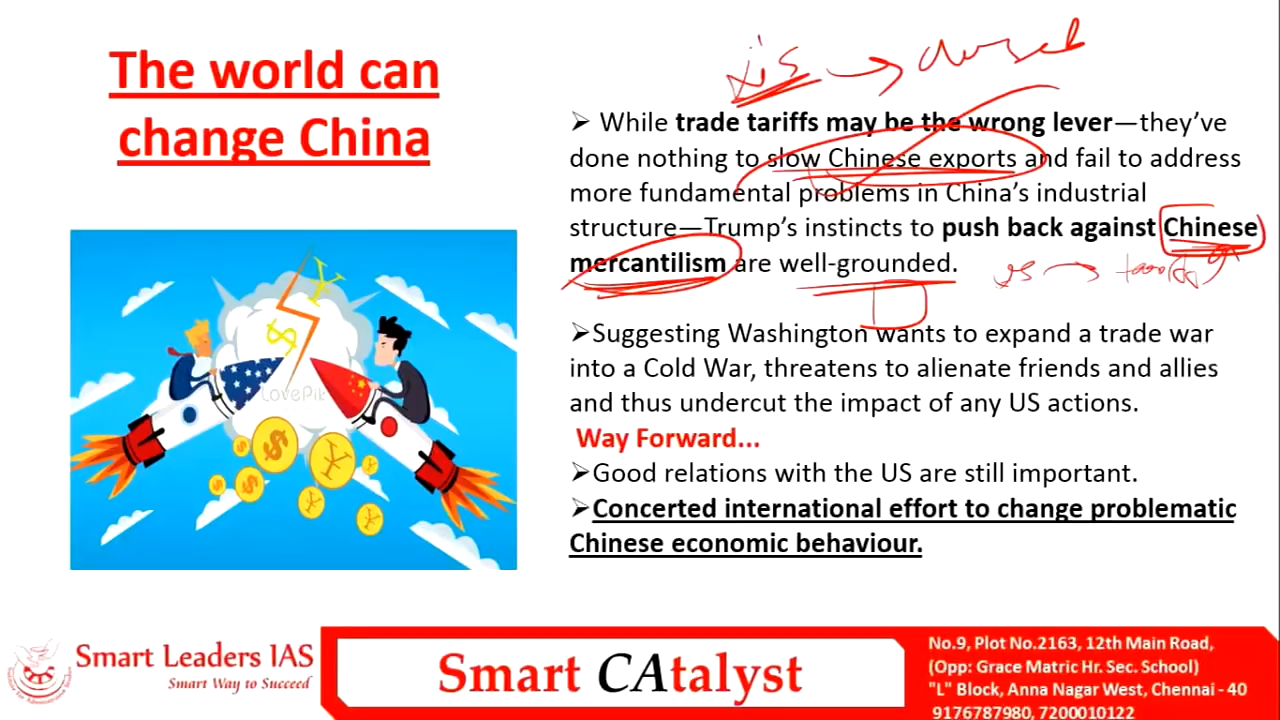 The world can
change China
➢ While trade tariffs may be the wrong lever—they’ve
done nothing to slow Chinese exports and fail to address
more fundamental problems in China’s industrial
structure—Trump’s instincts to push back against Chinese
mercantilism are well-grounded.
➢Suggesting Washington wants to expand a trade war
into a Cold War, threatens to alienate friends and allies
and thus undercut the impact of any US actions.
Way Forward...
➢Good relations with the US are still important.
➢Concerted international effort to change problematic
Chinese economic behaviour.
$ ¥
LovePik
Smart Leaders IAS
Smart Way to Succeed
Smart CAtalyst
No.9, Plot No.2163, 12th Main Road,
(Opp: Grace Matric Hr. Sec. School)
"L" Block, Anna Nagar West, Chennai - 40
9176787980, 7200010122